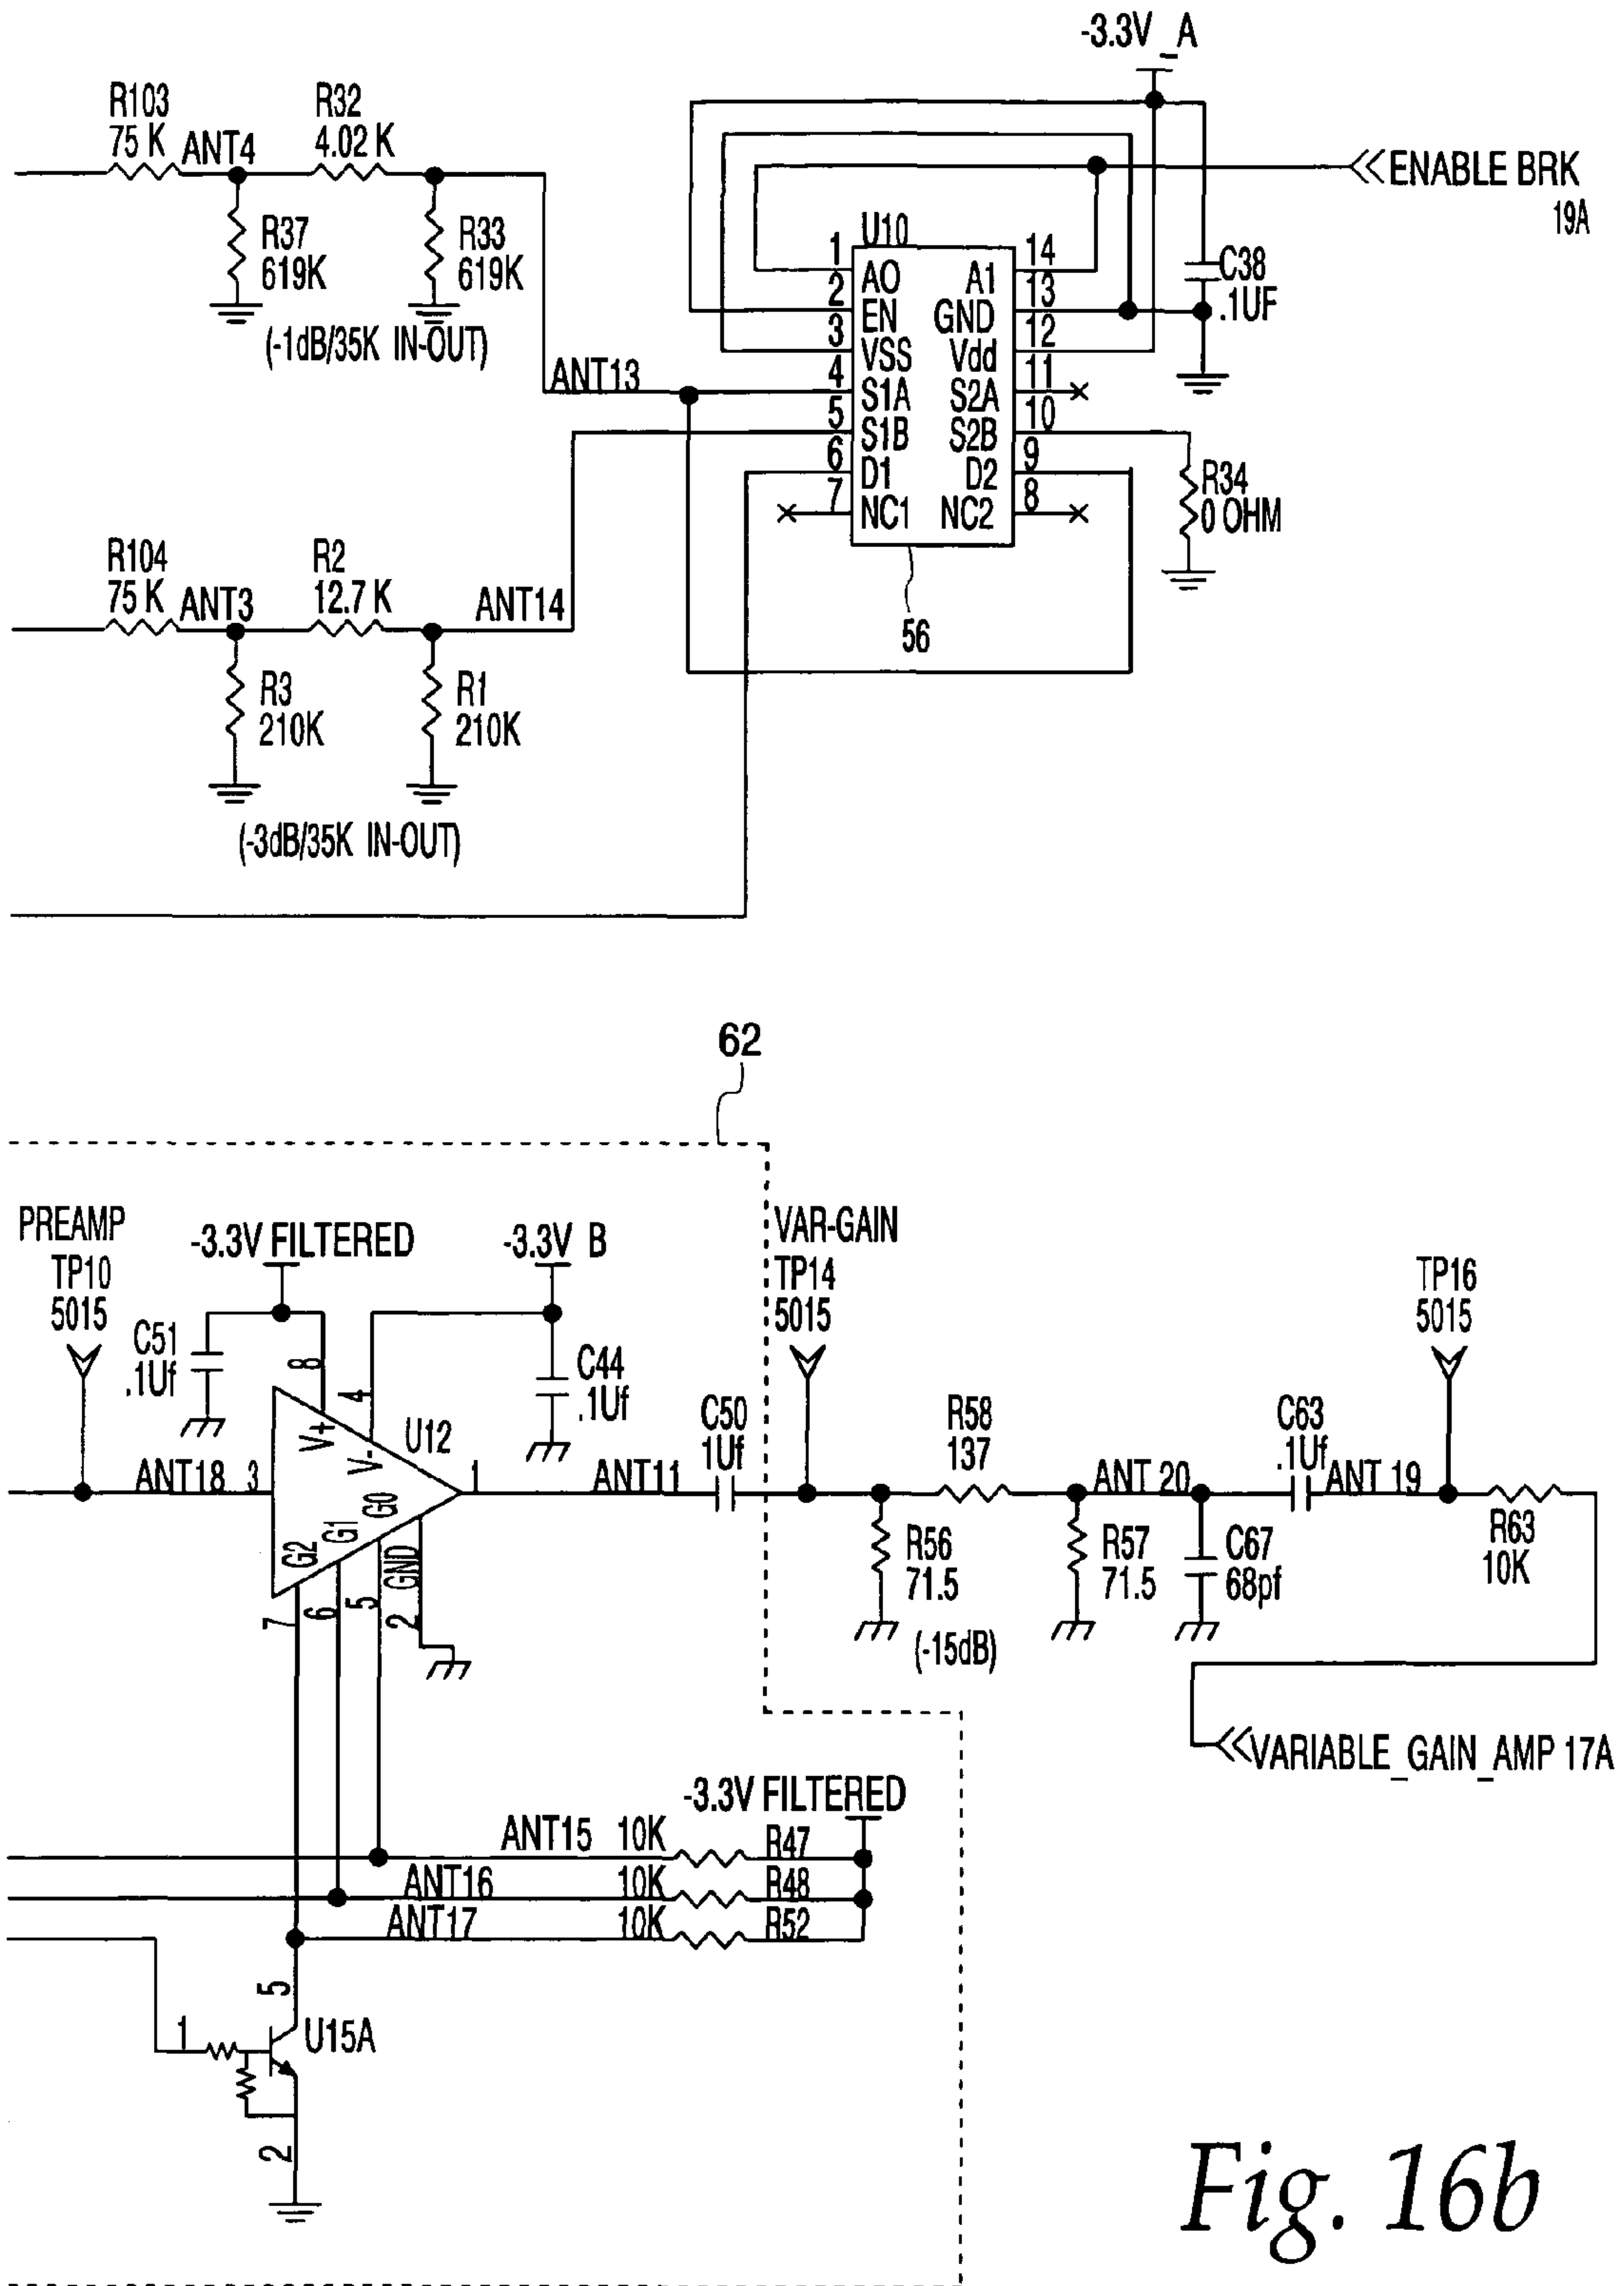 -3.3V_A
R103
75 K
ANT4
R32
4.02 K
R37
619K
R33
619K
(-1dB/35K IN-OUT)
ANT13
<<ENABLE BRK
19A
C38
.1UF
U10
1 AO A1 14
2 EN GND 13
3 VSS Vdd 12
4 S1A S2A 11
5 S1B S2B 10
6 D1 D2 9
7 NC1 NC2 8
R34
0 OHM
56
R104
75 K
ANT3
R2
12.7 K
ANT14
R3
210K
R1
210K
(-3dB/35K IN-OUT)
62
PREAMP
TP10
5015
-3.3V FILTERED
-3.3V B
VAR-GAIN
TP14
5015
TP16
5015
C51
.1Uf
8
4
C44
.1Uf
V+
V-
U12
ANT18 3
1
ANT11
C50
1Uf
R58
137
ANT 20
C63
.1Uf
ANT 19
G2
G1
G0
GND
7
6
5
2
R56
71.5
R57
71.5
(-15dB)
C67
68pf
R63
10K
<<VARIABLE_GAIN_AMP 17A
-3.3V FILTERED
ANT15 10K R47
ANT16 10K R48
ANT17 10K R52
5
1
U15A
2
Fig. 16b